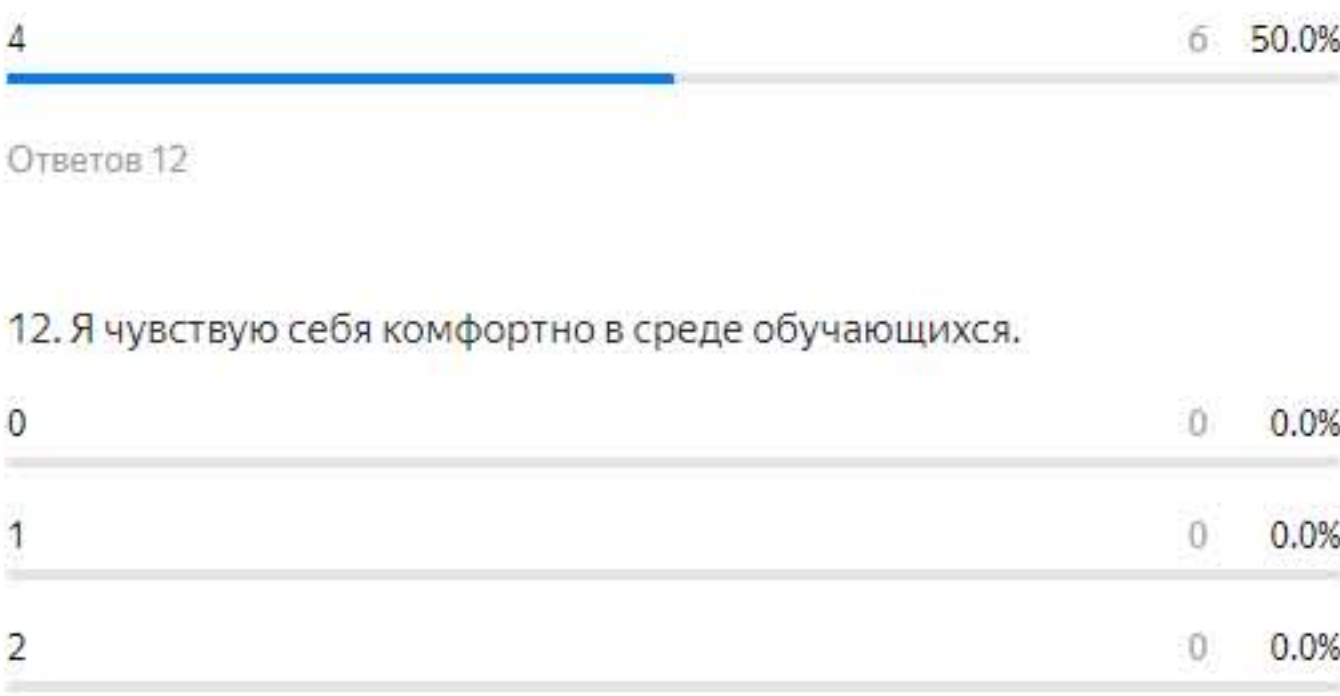 4 6 50.0%
Ответов 12
12. Я чувствую себя комфортно в среде обучающихся.
0 0 0.0%
1 0 0.0%
2 0 0.0%